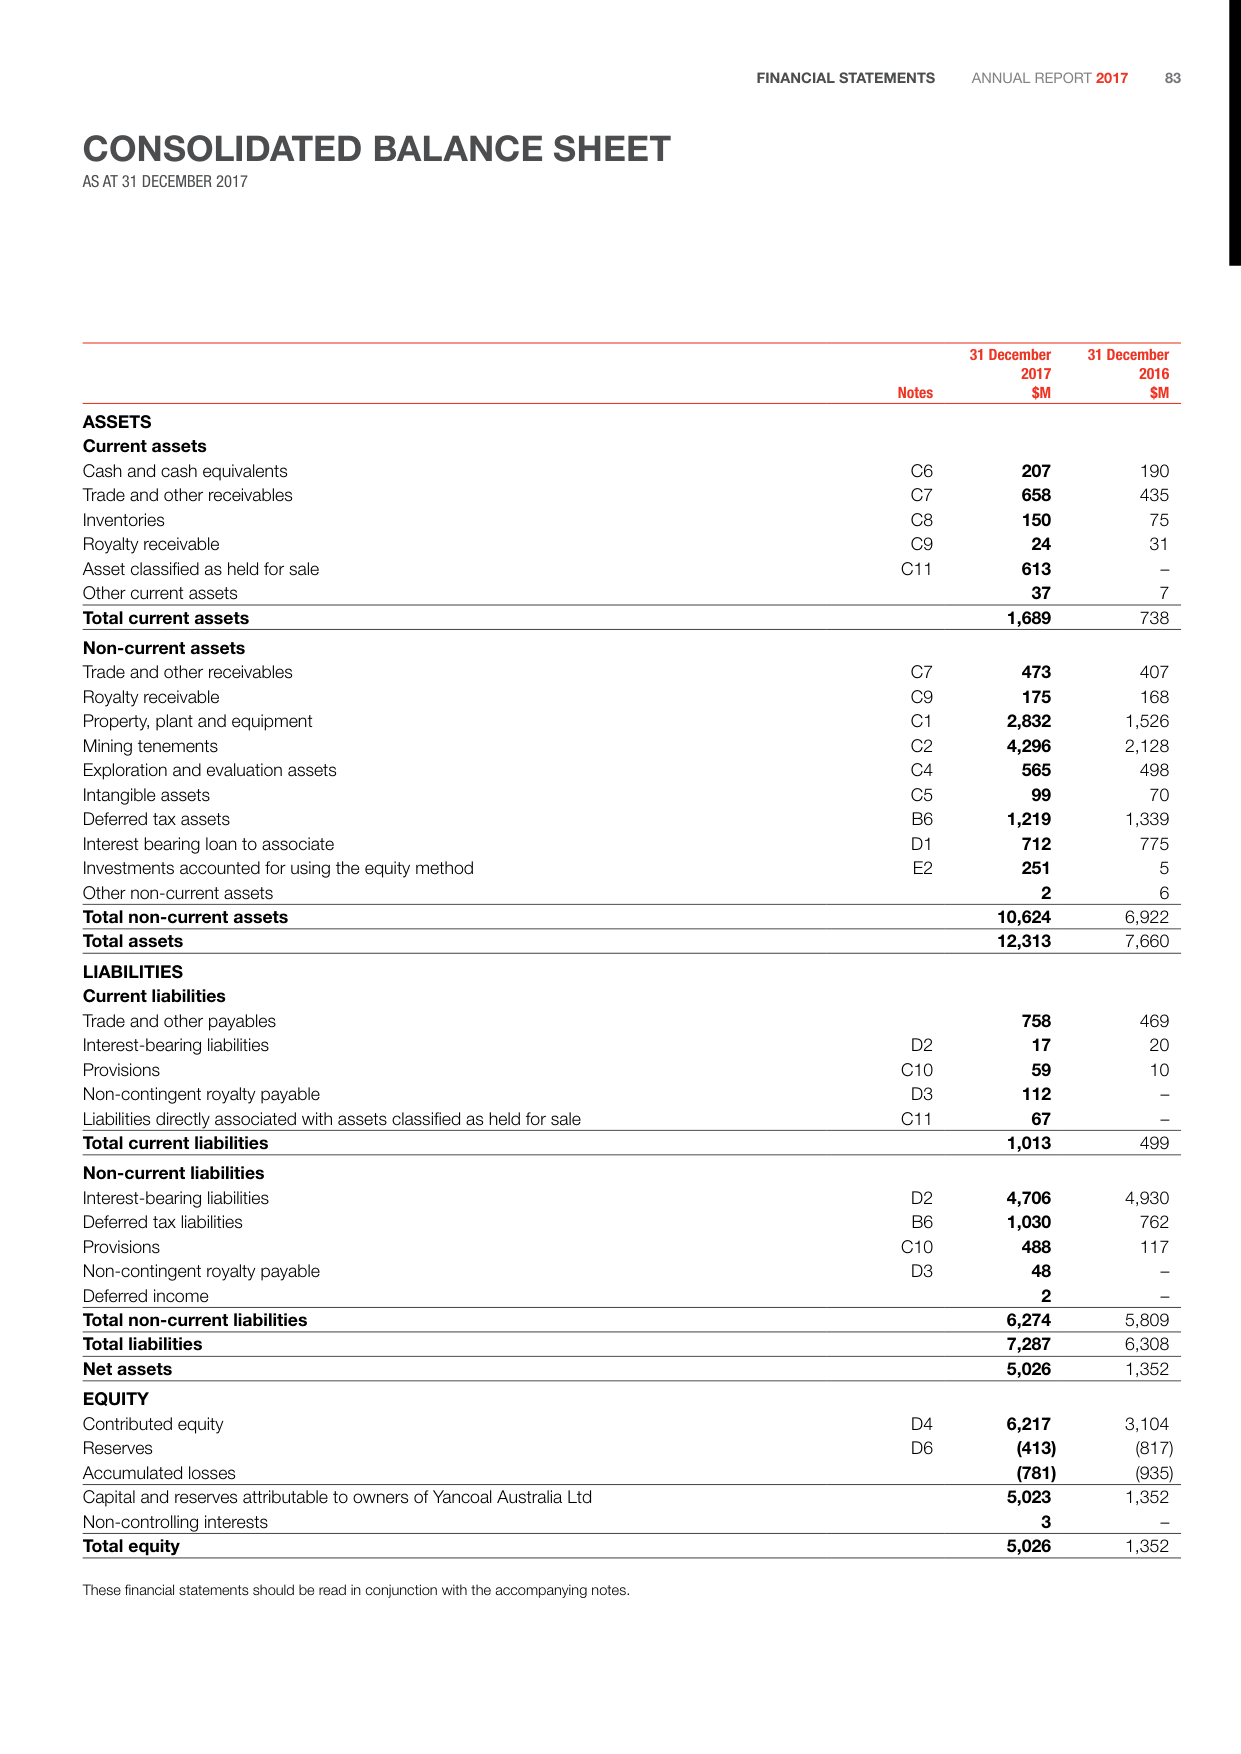 FINANCIAL STATEMENTS ANNUAL REPORT 2017 83
CONSOLIDATED BALANCE SHEET
AS AT 31 DECEMBER 2017
31 December 31 December
2017 2016
Notes $M $M
ASSETS
Current assets
Cash and cash equivalents C6 207 190
Trade and other receivables C7 658 435
Inventories C8 150 75
Royalty receivable C9 24 31
Asset classified as held for sale C11 613 –
Other current assets 37 7
Total current assets 1,689 738
Non-current assets
Trade and other receivables C7 473 407
Royalty receivable C9 175 168
Property, plant and equipment C1 2,832 1,526
Mining tenements C2 4,296 2,128
Exploration and evaluation assets C4 565 498
Intangible assets C5 99 70
Deferred tax assets B6 1,219 1,339
Interest bearing loan to associate D1 712 775
Investments accounted for using the equity method E2 251 5
Other non-current assets 2 6
Total non-current assets 10,624 6,922
Total assets 12,313 7,660
LIABILITIES
Current liabilities
Trade and other payables 758 469
Interest-bearing liabilities D2 17 20
Provisions C10 59 10
Non-contingent royalty payable D3 112 –
Liabilities directly associated with assets classified as held for sale C11 67 –
Total current liabilities 1,013 499
Non-current liabilities
Interest-bearing liabilities D2 4,706 4,930
Deferred tax liabilities B6 1,030 762
Provisions C10 488 117
Non-contingent royalty payable D3 48 –
Deferred income 2 –
Total non-current liabilities 6,274 5,809
Total liabilities 7,287 6,308
Net assets 5,026 1,352
EQUITY
Contributed equity D4 6,217 3,104
Reserves D6 (413) (817)
Accumulated losses (781) (935)
Capital and reserves attributable to owners of Yancoal Australia Ltd 5,023 1,352
Non-controlling interests 3 –
Total equity 5,026 1,352
These financial statements should be read in conjunction with the accompanying notes.